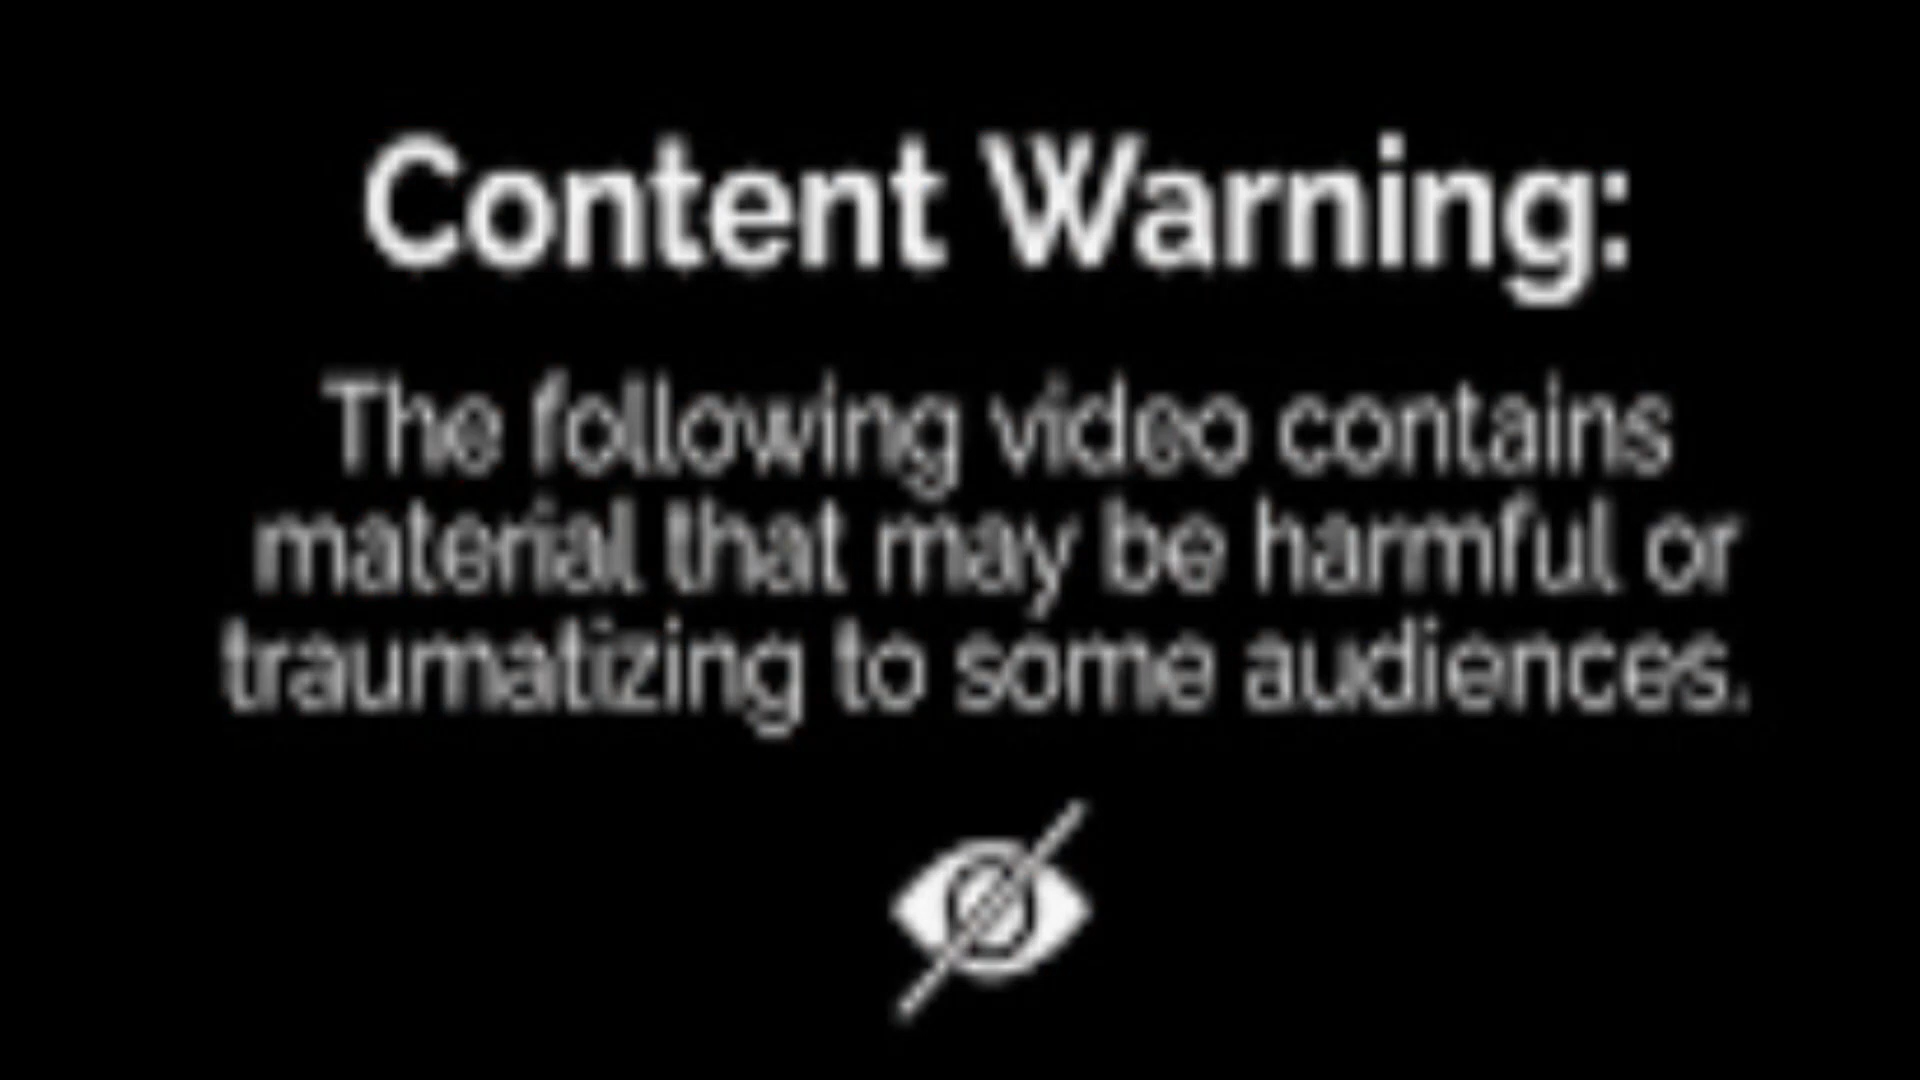 Content Warning:
The following video contains
material that may be harmful or
traumatizing to some audiences.